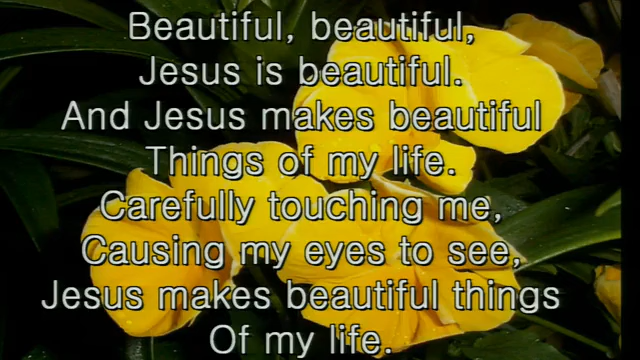 Beautiful, beautiful,
Jesus is beautiful.
And Jesus makes beautiful
Things of my life.
Carefully touching me,
Causing my eyes to see,
Jesus makes beautiful things
Of my life.